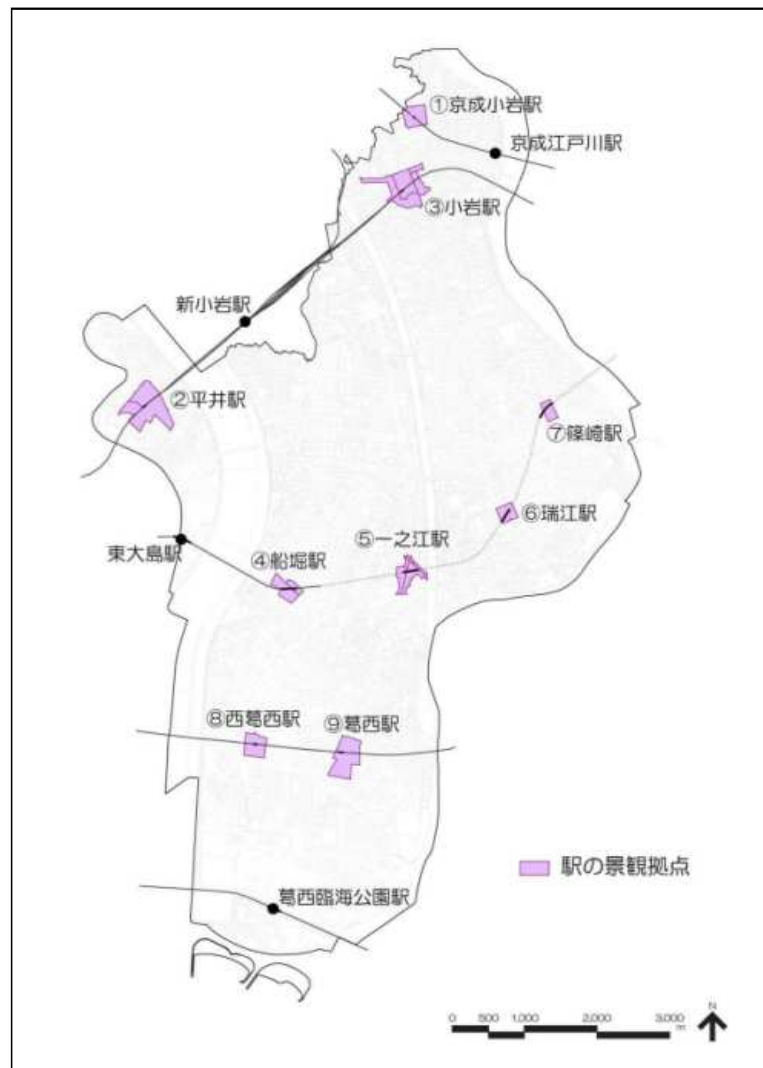 ①京成小岩駅
京成江戸川駅
③小岩駅
新小岩駅
②平井駅
⑦篠崎駅
⑥瑞江駅
⑤一之江駅
東大島駅
④船堀駅
⑧西葛西駅
⑨葛西駅
駅の景観拠点
葛西臨海公園駅
N
0 500 1,000 2,000 3,000
m